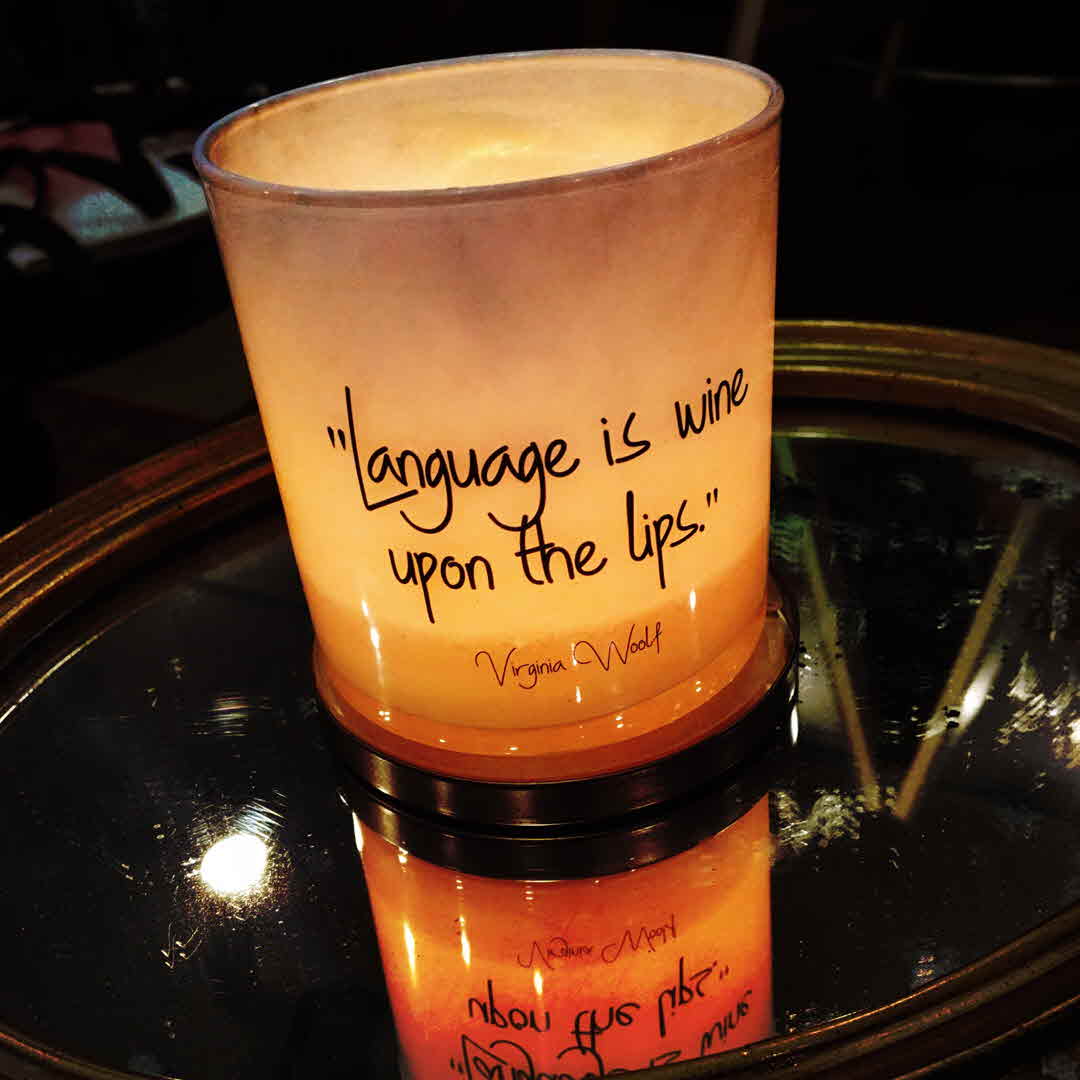 "Language is wine
upon the lips."
Virginia Woolf